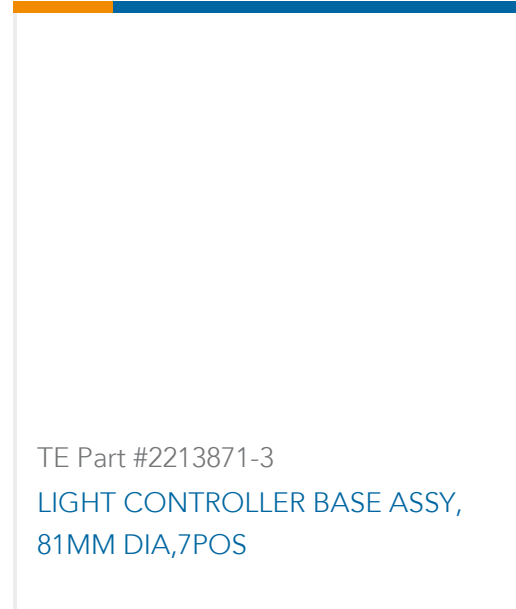 TE Part #2213871-3
LIGHT CONTROLLER BASE ASSY,
81MM DIA,7POS